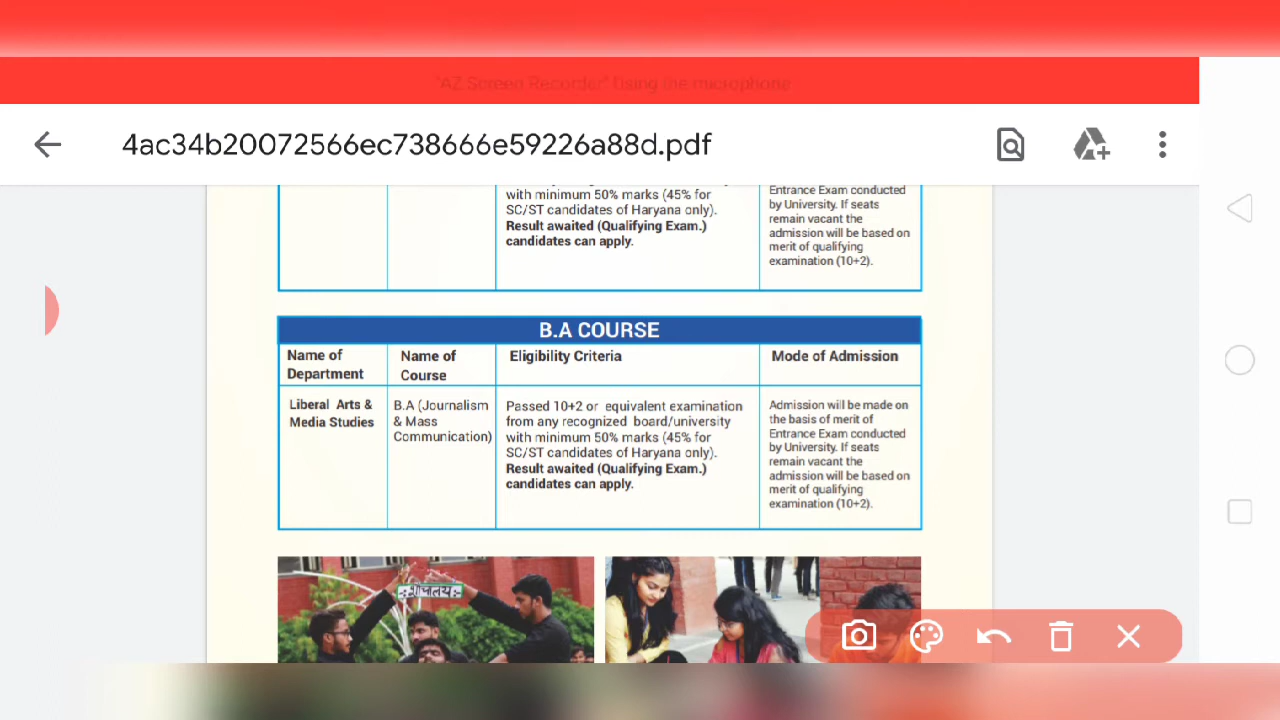 "AZ Screen Recorder" Using the microphone
4ac34b20072566ec738666e59226a88d.pdf
with minimum 50% marks (45% for
SC/ST candidates of Haryana only).
Result awaited (Qualifying Exam.)
candidates can apply.
Entrance Exam conducted
by University. If seats
remain vacant the
admission will be based on
merit of qualifying
examination (10+2).
B.A COURSE
Name of
Department
Name of
Course
Eligibility Criteria
Mode of Admission
Liberal Arts &
Media Studies
B.A (Journalism
& Mass
Communication)
Passed 10+2 or equivalent examination
from any recognized board/university
with minimum 50% marks (45% for
SC/ST candidates of Haryana only).
Result awaited (Qualifying Exam.)
candidates can apply.
Admission will be made on
the basis of merit of
Entrance Exam conducted
by University. If seats
remain vacant the
admission will be based on
merit of qualifying
examination (10+2).